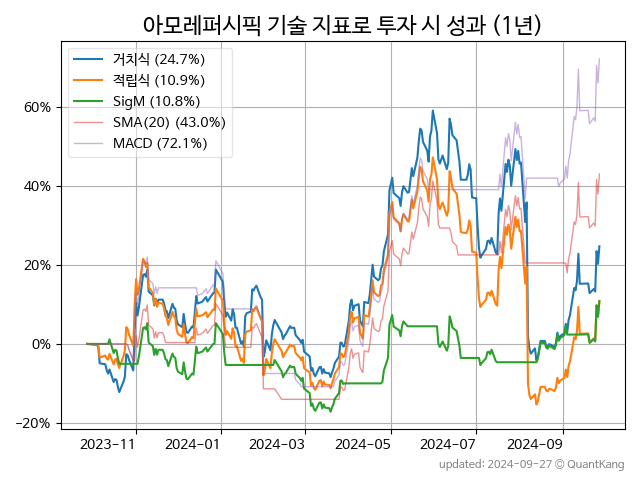 아모레퍼시픽 기술 지표로 투자 시 성과 (1년)
거치식 (24.7%)
적립식 (10.9%)
SigM (10.8%)
SMA(20) (43.0%)
MACD (72.1%)
60%
40%
20%
0%
−20%
2023-11 2024-01 2024-03 2024-05 2024-07 2024-09
updated: 2024-09-27 © QuantKang